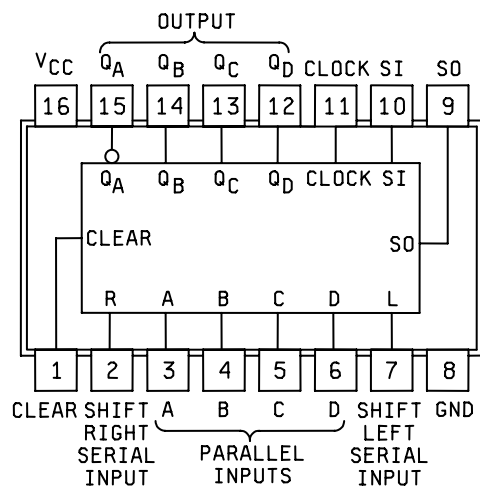 OUTPUT
VCC QA QB QC QD CLOCK SI SO
16 15 14 13 12 11 10 9
QA QB QC QD CLOCK SI
CLEAR
SO
R A B C D L
1 2 3 4 5 6 7 8
CLEAR SHIFT A B C D SHIFT GND
RIGHT LEFT
SERIAL PARALLEL SERIAL
INPUT INPUTS INPUT